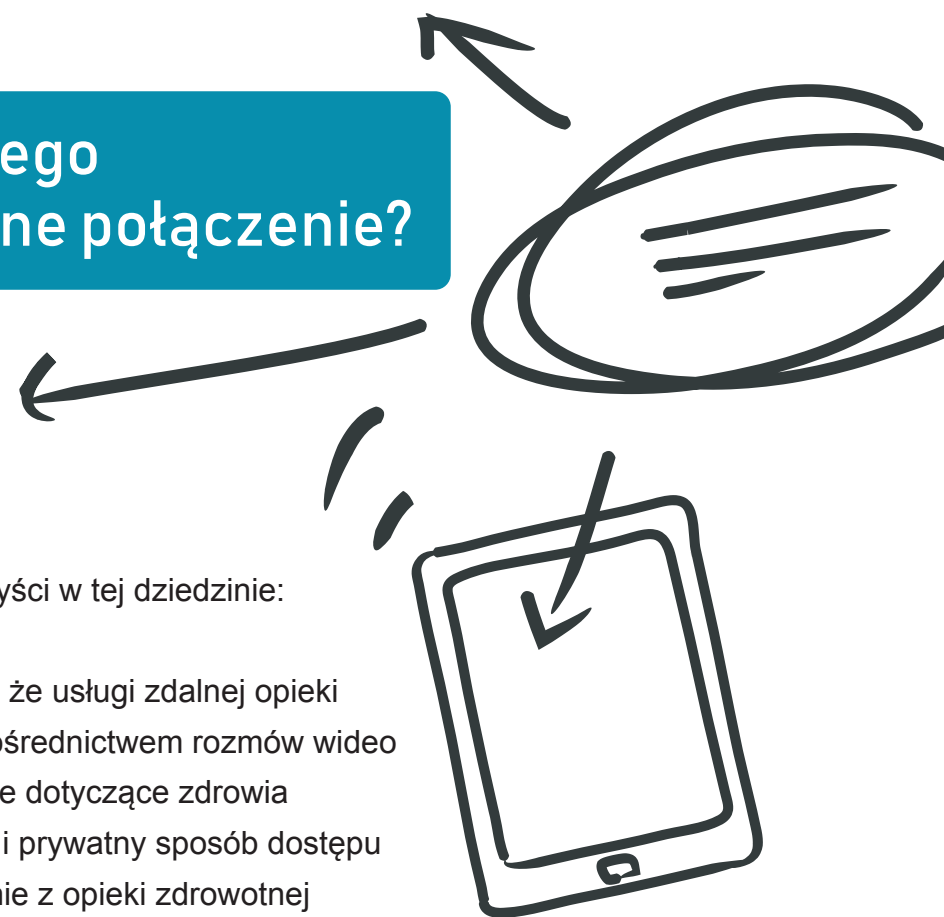 ego
ne połączenie?
yści w tej dziedzinie:
że usługi zdalnej opieki
ośrednictwem rozmów wideo
e dotyczące zdrowia
i prywatny sposób dostępu
nie z opieki zdrowotnej